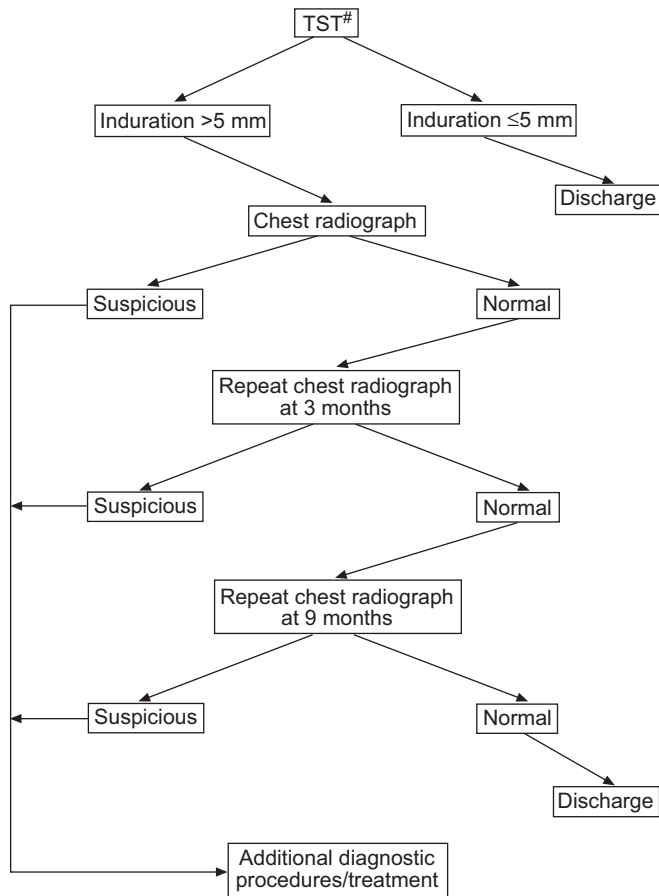 TST#
Induration >5 mm
Induration ≤5 mm
Discharge
Chest radiograph
Suspicious
Normal
Repeat chest radiograph
at 3 months
Suspicious
Normal
Repeat chest radiograph
at 9 months
Suspicious
Normal
Discharge
Additional diagnostic
procedures/treatment